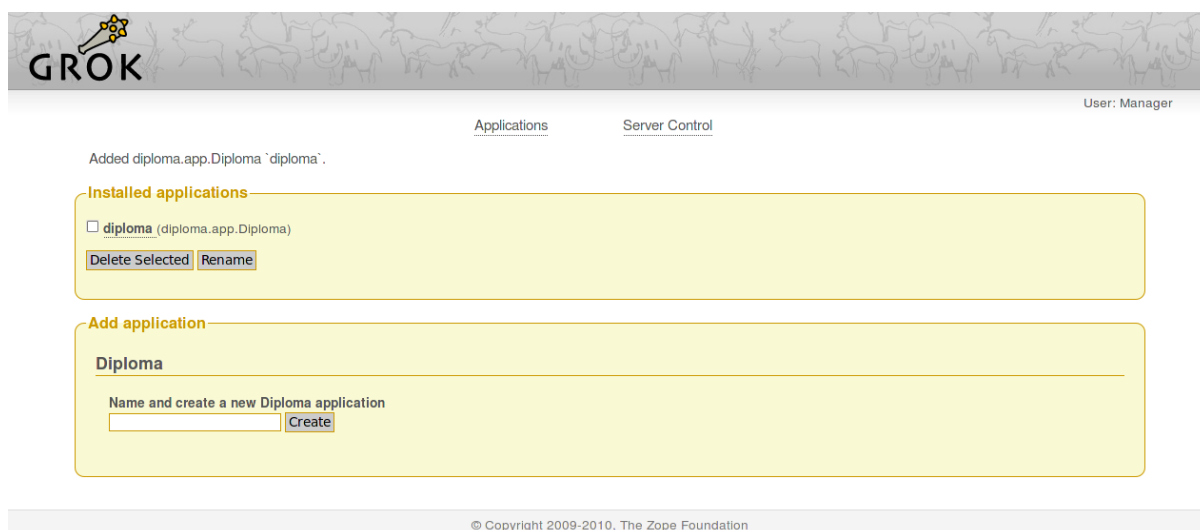 GROK
User: Manager
Applications Server Control
Added diploma.app.Diploma `diploma`.
Installed applications
diploma (diploma.app.Diploma)
Delete Selected Rename
Add application
Diploma
Name and create a new Diploma application
Create
© Copyright 2009-2010, The Zope Foundation